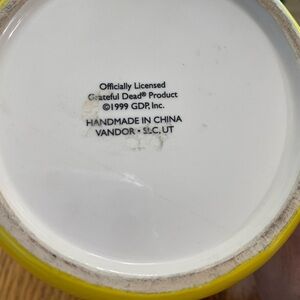 Officially Licensed
Grateful Dead® Product
©1999 GDP, Inc.
HANDMADE IN CHINA
VANDOR • SLC, UT